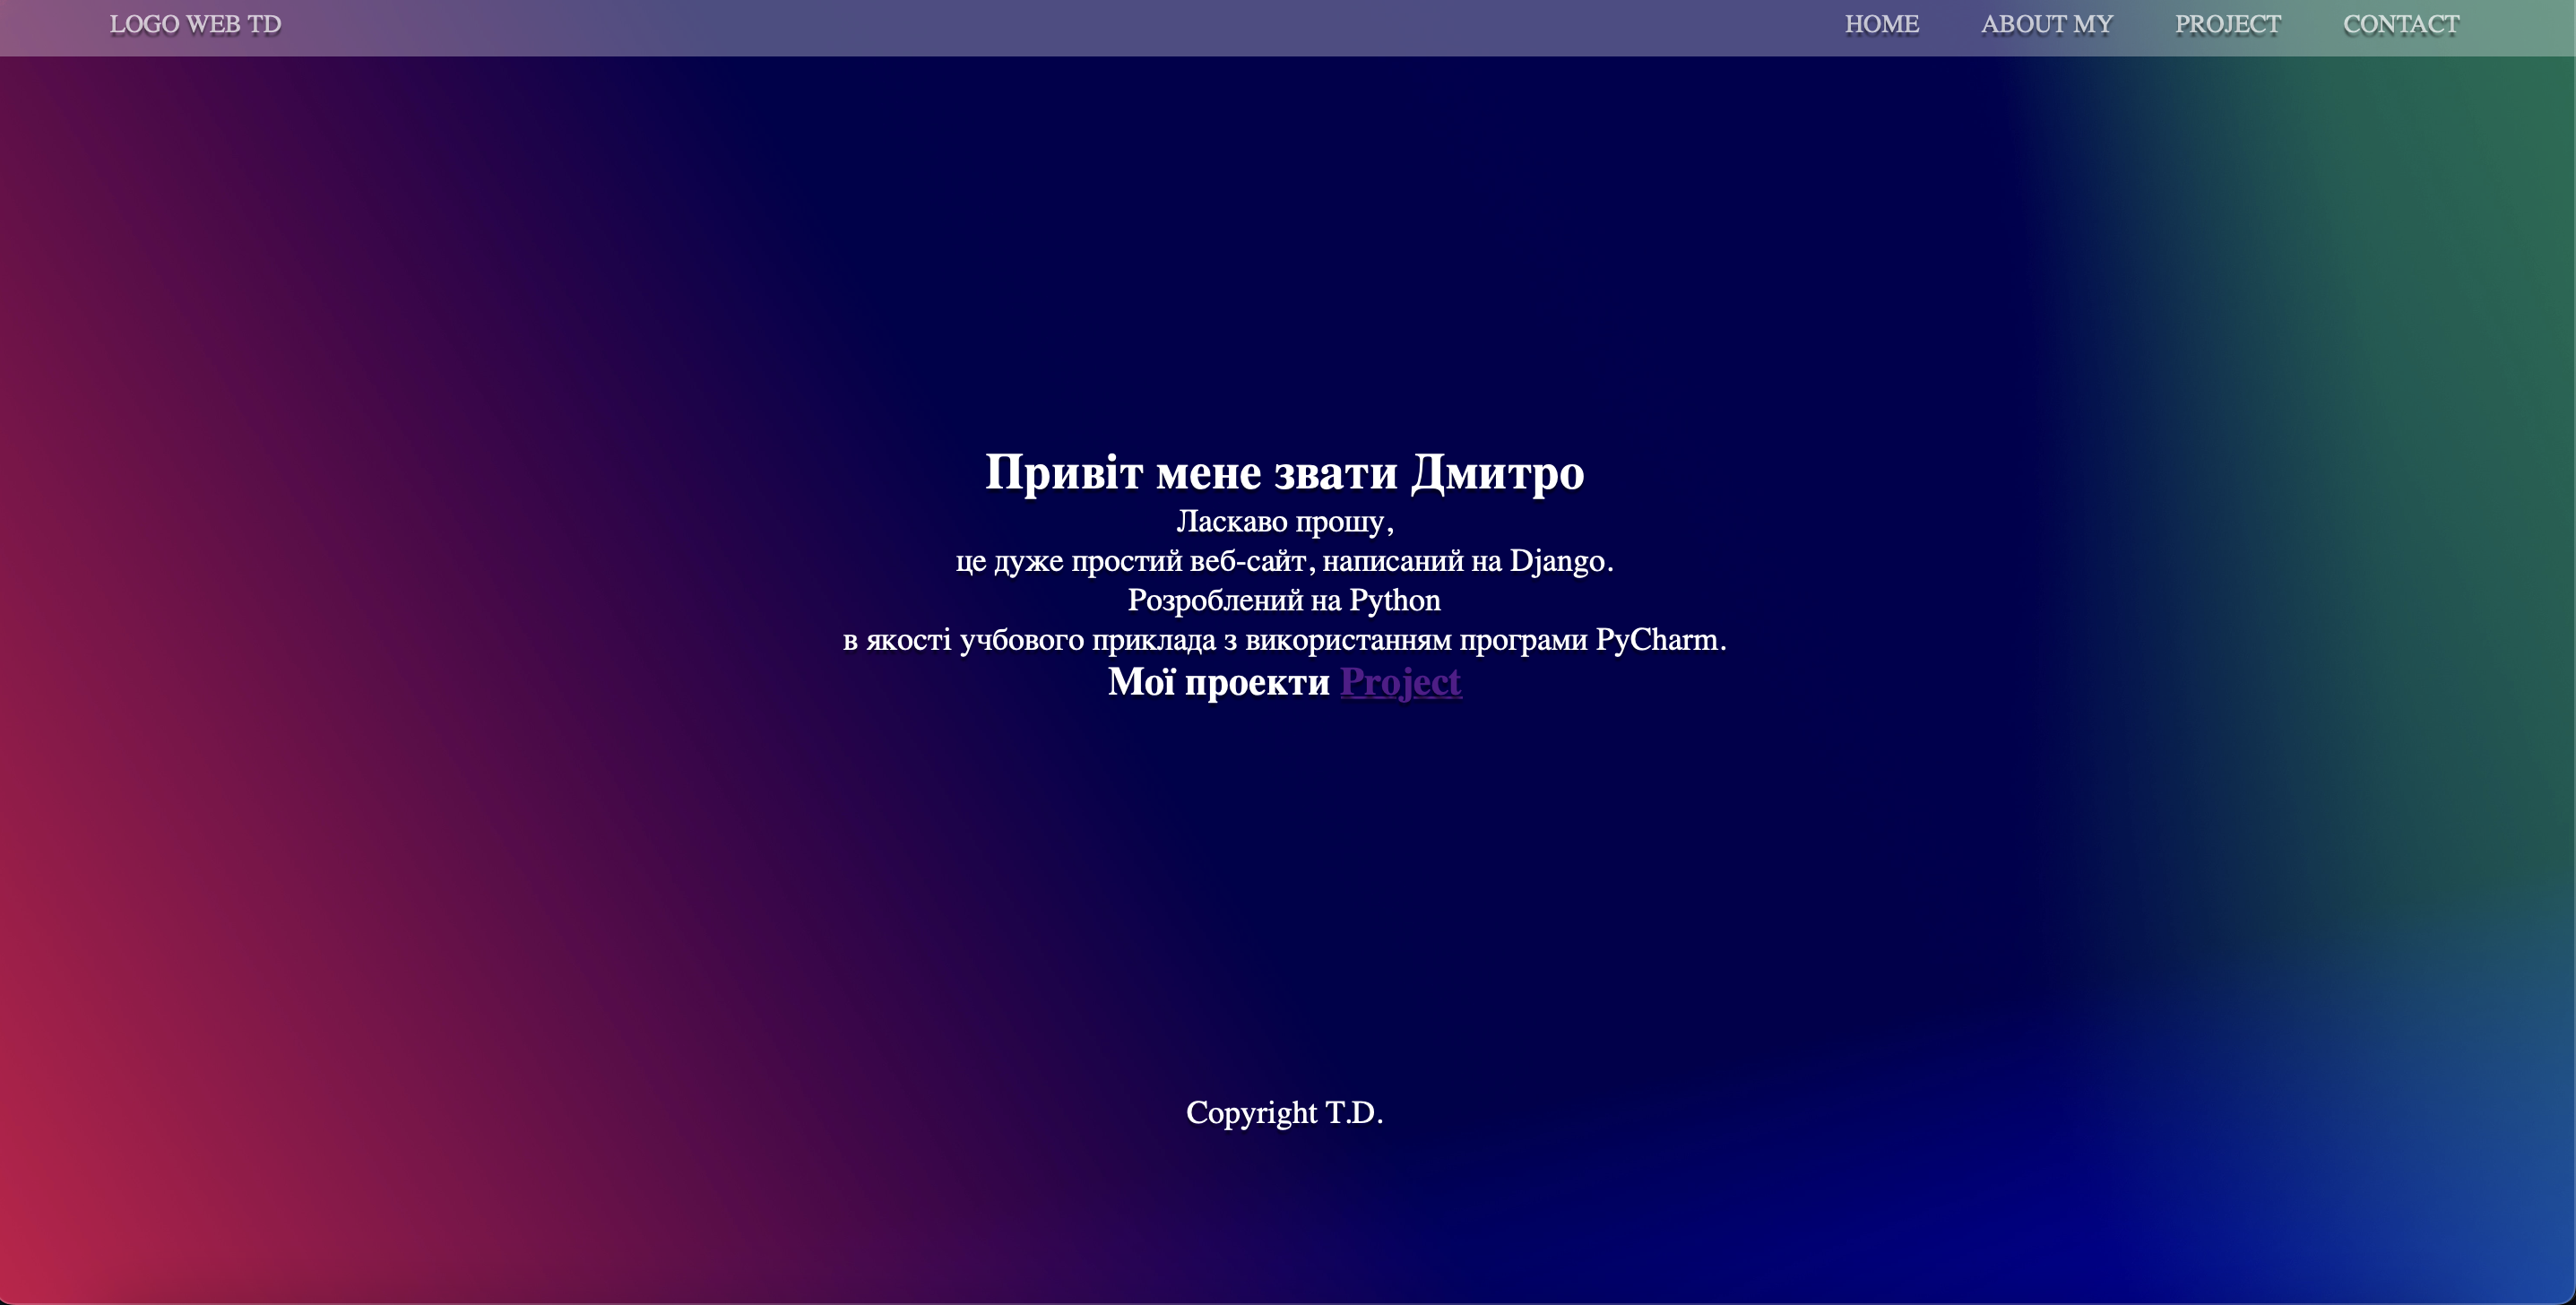 LOGO WEB TD
HOME ABOUT MY PROJECT CONTACT
Привіт мене звати Дмитро
Ласкаво прошу,
це дуже простий веб-сайт, написаний на Django.
Розроблений на Python
в якості учбового приклада з використанням програми PyCharm.
Мої проекти Project
Copyright T.D.